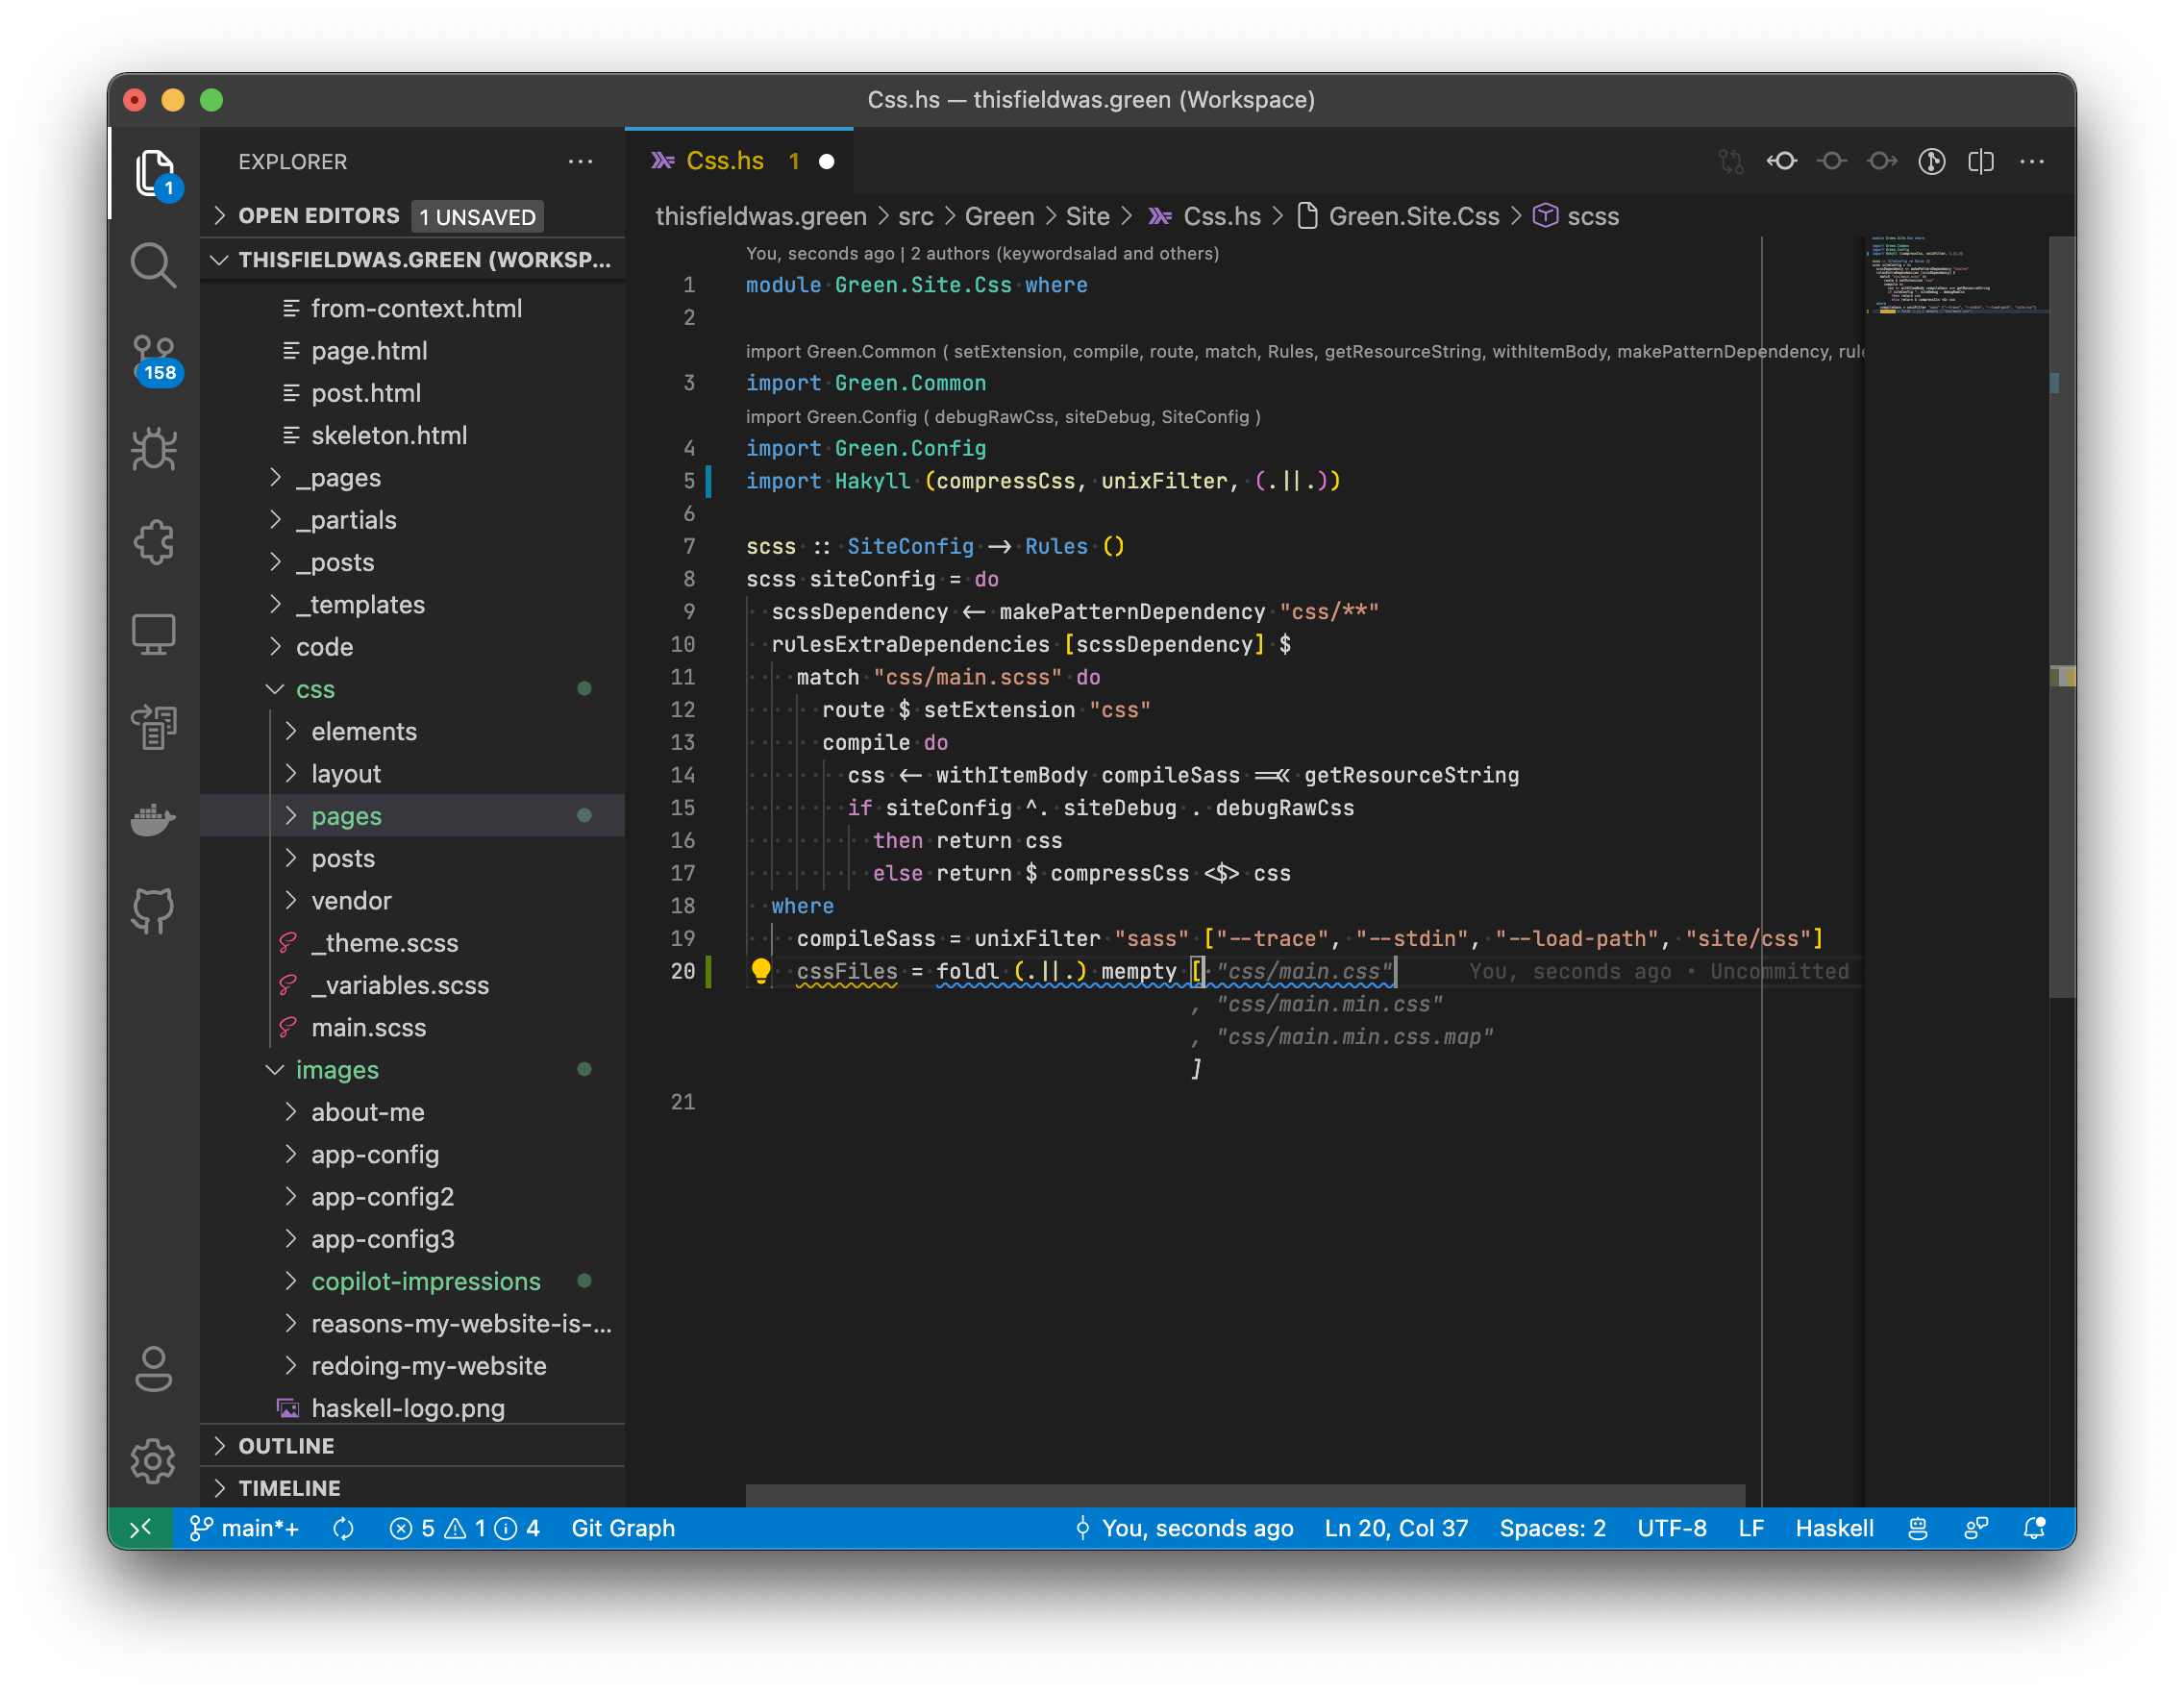 Css.hs — thisfieldwas.green (Workspace)
EXPLORER
OPEN EDITORS 1 UNSAVED
THISFIELDWAS.GREEN (WORKSP...
from-context.html
page.html
post.html
skeleton.html
_pages
_partials
_posts
_templates
code
css
elements
layout
pages
posts
vendor
_theme.scss
_variables.scss
main.scss
images
about-me
app-config
app-config2
app-config3
copilot-impressions
reasons-my-website-is-...
redoing-my-website
haskell-logo.png
OUTLINE
TIMELINE
1
158
Css.hs 1
thisfieldwas.green > src > Green > Site > Css.hs > Green.Site.Css > scss
You, seconds ago | 2 authors (keywordsalad and others)
1 module Green.Site.Css where
2
import Green.Common ( setExtension, compile, route, match, Rules, getResourceString, withItemBody, makePatternDependency, rul
3 import Green.Common
import Green.Config ( debugRawCss, siteDebug, SiteConfig )
4 import Green.Config
5 import Hakyll (compressCss, unixFilter, (.||.))
6
7 scss :: SiteConfig -> Rules ()
8 scss siteConfig = do
9 scssDependency <- makePatternDependency "css/**"
10 rulesExtraDependencies [scssDependency] $
11 match "css/main.scss" do
12 route $ setExtension "css"
13 compile do
14 css <- withItemBody compileSass =<< getResourceString
15 if siteConfig ^. siteDebug . debugRawCss
16 then return css
17 else return $ compressCss <$> css
18 where
19 compileSass = unixFilter "sass" ["--trace", "--stdin", "--load-path", "site/css"]
20 cssFiles = foldl (.||.) mempty [ "css/main.css" You, seconds ago • Uncommitted
, "css/main.min.css"
, "css/main.min.css.map"
]
21
main*+ 5 1 4 Git Graph You, seconds ago Ln 20, Col 37 Spaces: 2 UTF-8 LF Haskell